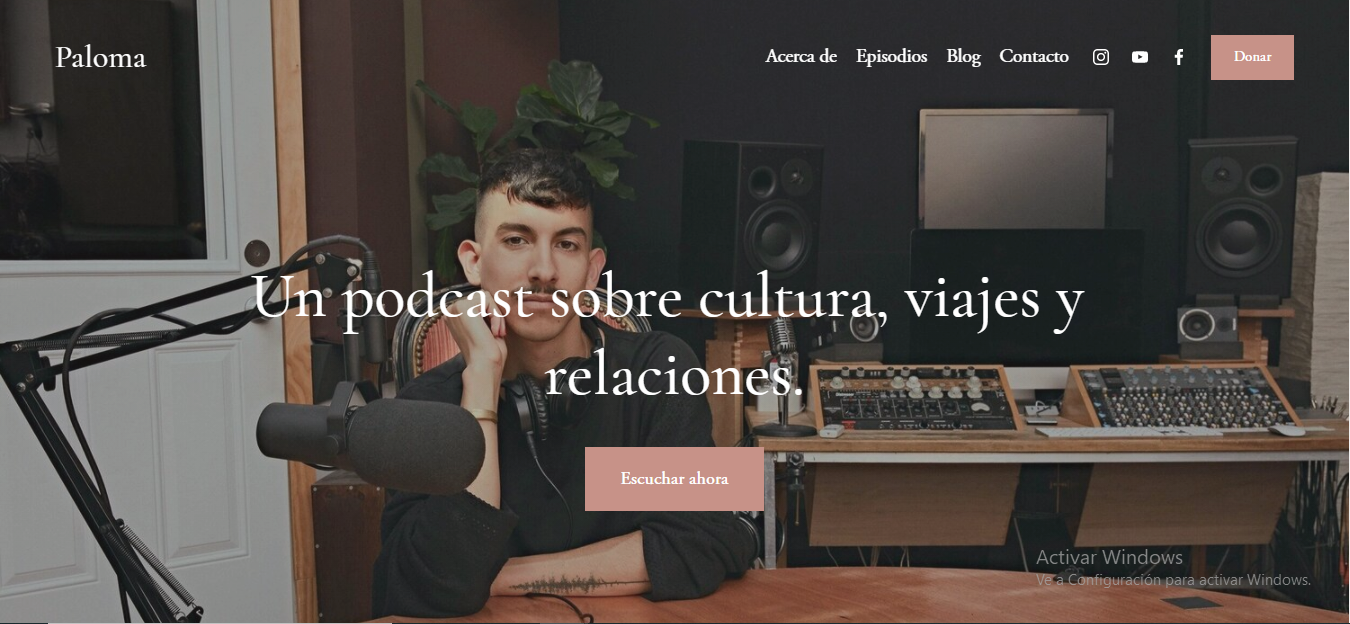 Paloma
Acerca de Episodios Blog Contacto Donar
Un podcast sobre cultura, viajes y
relaciones.
Escuchar ahora
Activar Windows
Ve a Configuración para activar Windows.